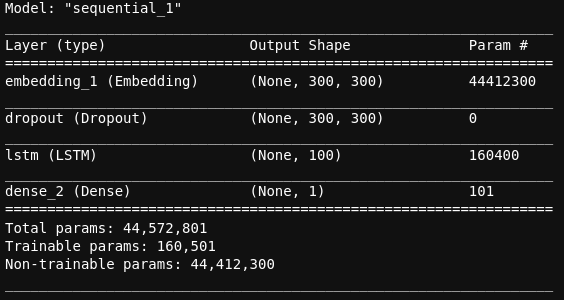 Model: "sequential_1"
Layer (type) Output Shape Param #
embedding_1 (Embedding) (None, 300, 300) 44412300
dropout (Dropout) (None, 300, 300) 0
lstm (LSTM) (None, 100) 160400
dense_2 (Dense) (None, 1) 101
Total params: 44,572,801
Trainable params: 160,501
Non-trainable params: 44,412,300